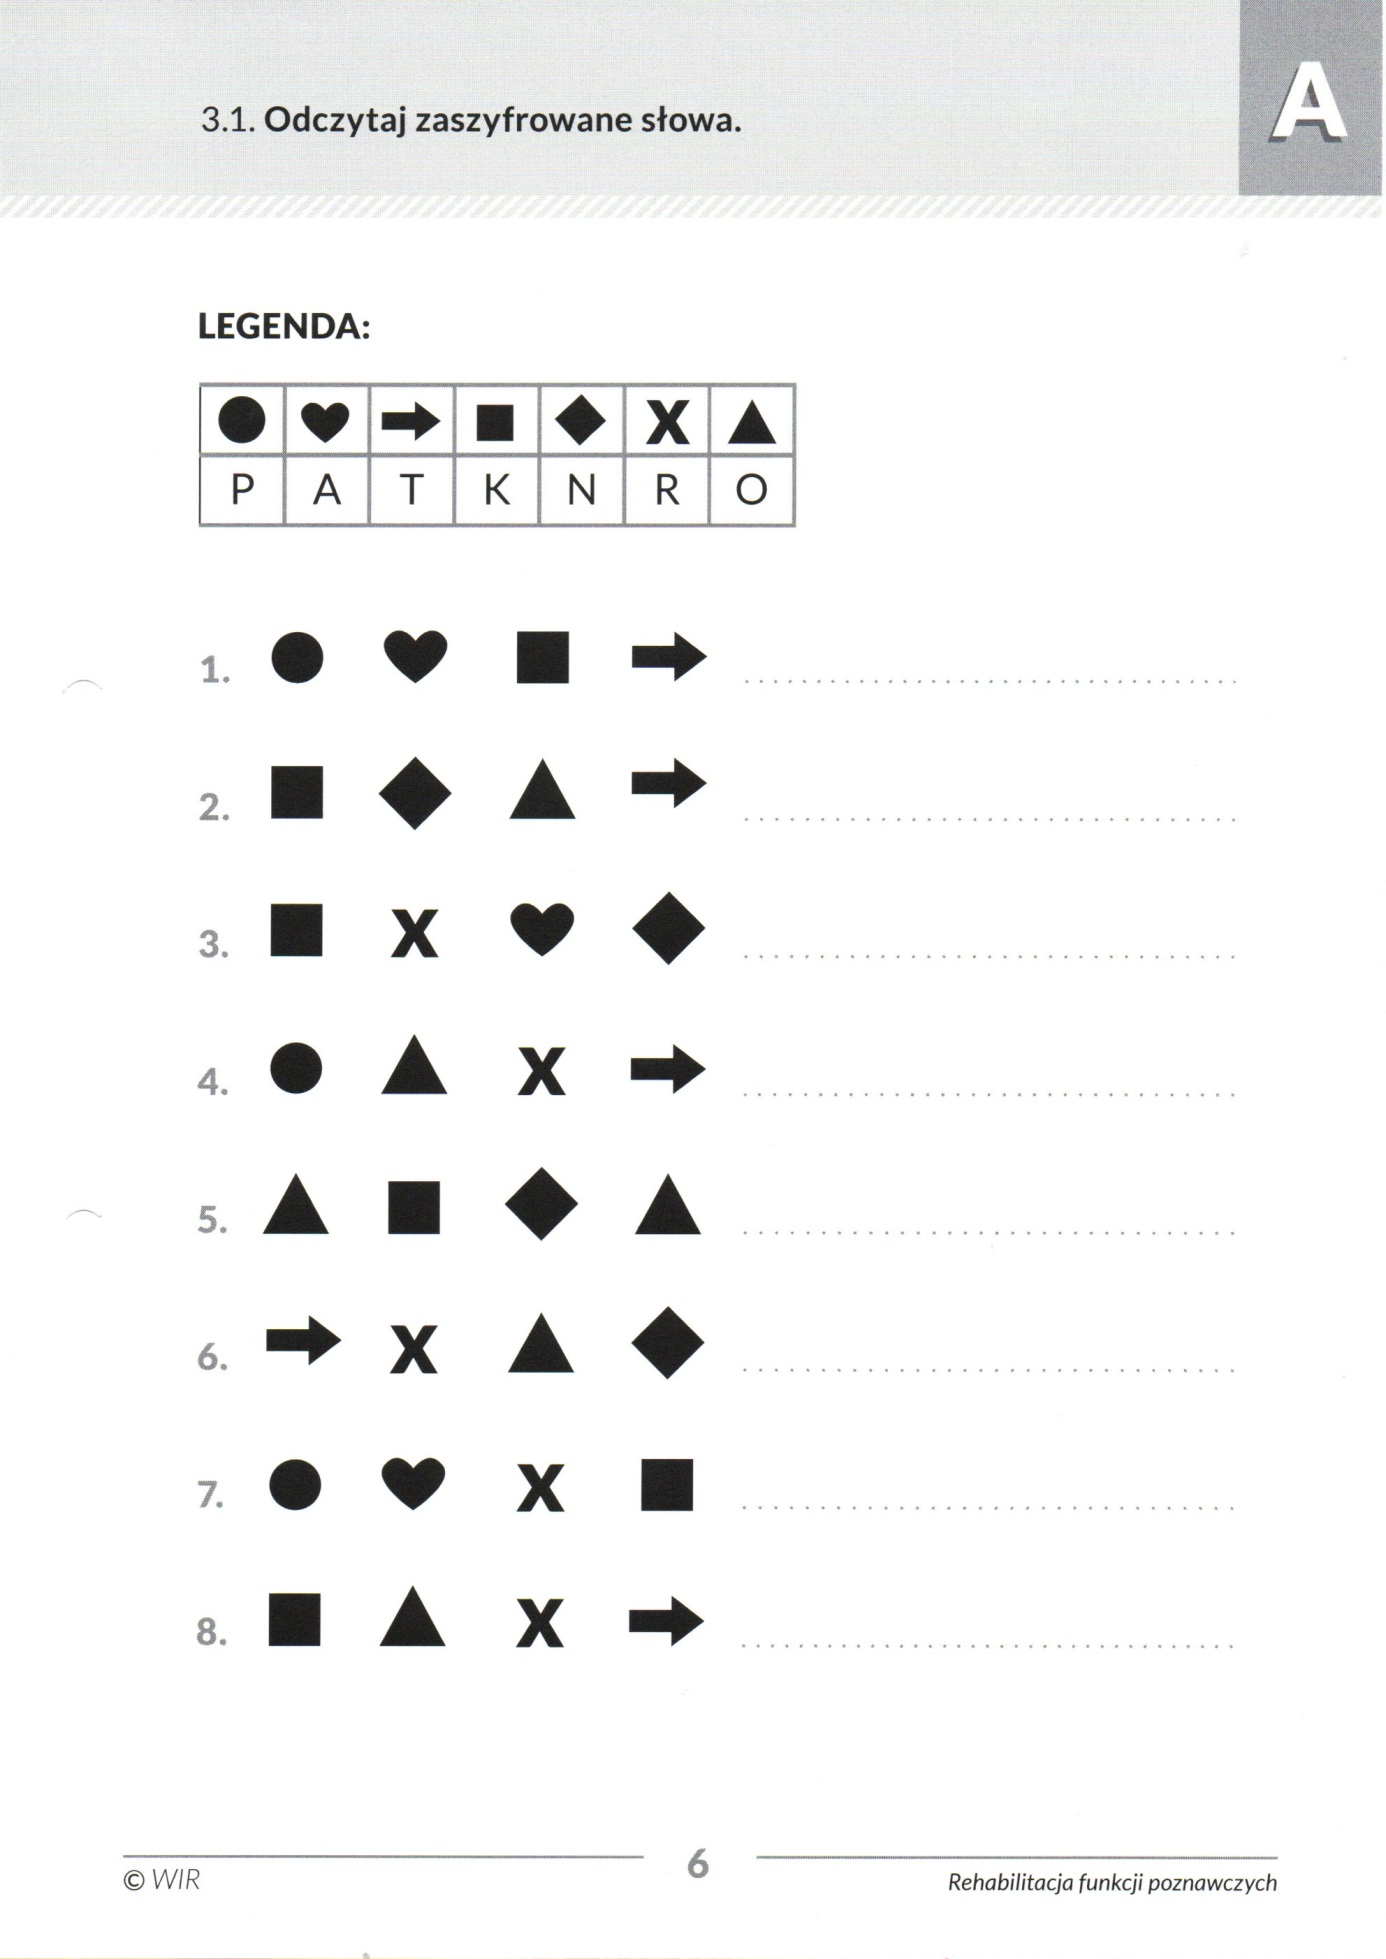 3.1. Odczytaj zaszyfrowane słowa.
A
LEGENDA:
P A T K N R O
1.
2.
3.
4.
5.
6.
7.
8.
© WIR
6
Rehabilitacja funkcji poznawczych